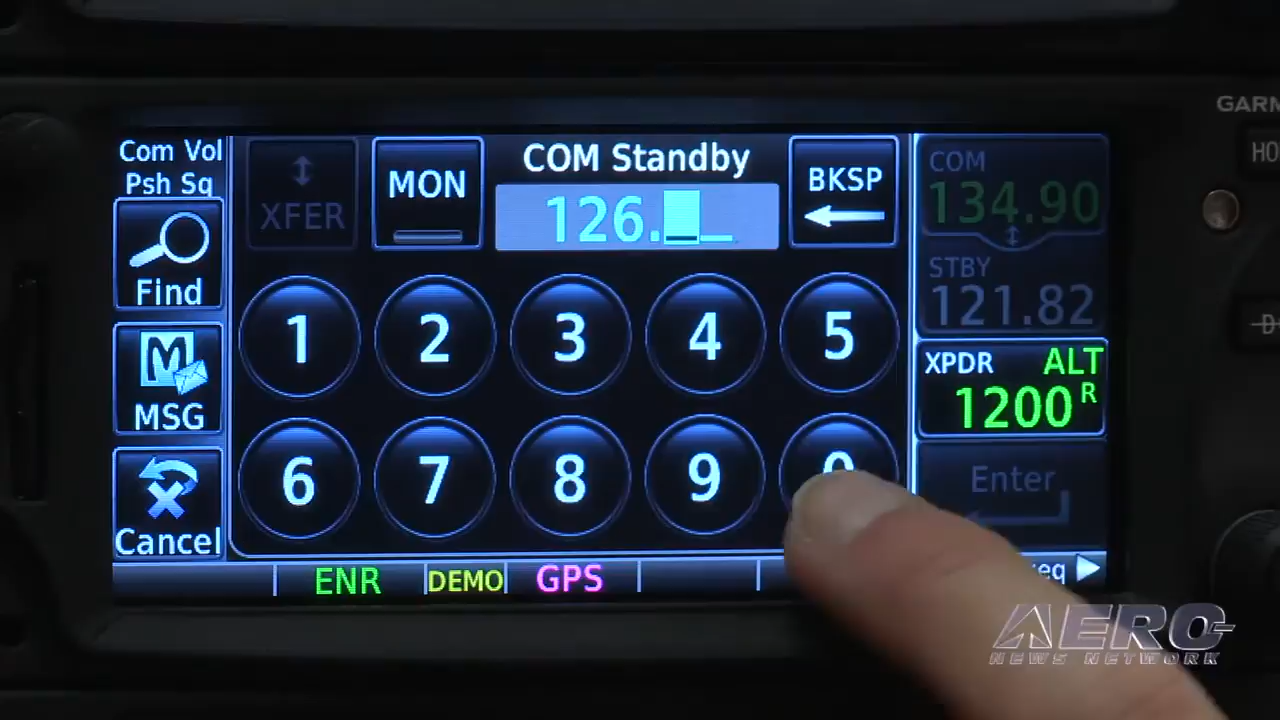 Com Vol
Psh Sq
Find
MSG
Cancel
XFER
MON
COM Standby
126.
BKSP
1
2
3
4
5
6
7
8
9
COM
134.90
STBY
121.82
XPDR ALT
1200 R
Enter
ENR
DEMO
GPS
AERO
NEWS NETWORK